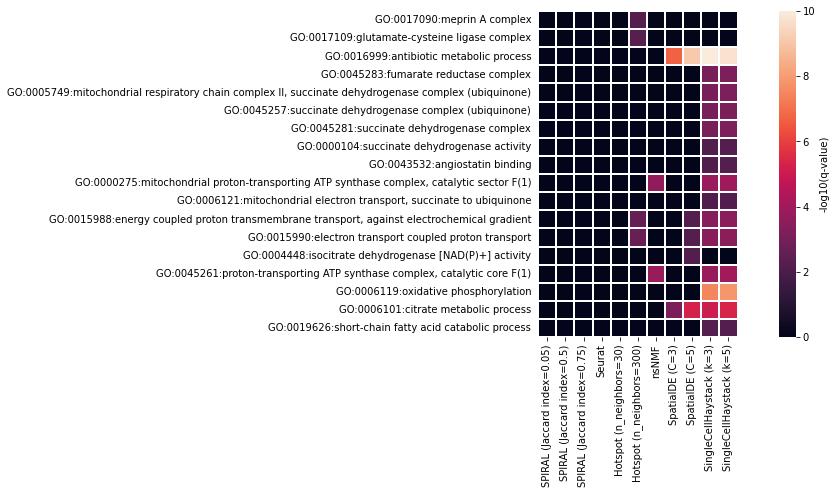 GO:0017090:meprin A complex
GO:0017109:glutamate-cysteine ligase complex
GO:0016999:antibiotic metabolic process
GO:0045283:fumarate reductase complex
GO:0005749:mitochondrial respiratory chain complex II, succinate dehydrogenase complex (ubiquinone)
GO:0045257:succinate dehydrogenase complex (ubiquinone)
GO:0045281:succinate dehydrogenase complex
GO:0000104:succinate dehydrogenase activity
GO:0043532:angiostatin binding
GO:0000275:mitochondrial proton-transporting ATP synthase complex, catalytic sector F(1)
GO:0006121:mitochondrial electron transport, succinate to ubiquinone
GO:0015988:energy coupled proton transmembrane transport, against electrochemical gradient
GO:0015990:electron transport coupled proton transport
GO:0004448:isocitrate dehydrogenase [NAD(P)+] activity
GO:0045261:proton-transporting ATP synthase complex, catalytic core F(1)
GO:0006119:oxidative phosphorylation
GO:0006101:citrate metabolic process
GO:0019626:short-chain fatty acid catabolic process
SPIRAL (Jaccard index=0.05)
SPIRAL (Jaccard index=0.5)
SPIRAL (Jaccard index=0.75)
Seurat
Hotspot (n_neighbors=30)
Hotspot (n_neighbors=300)
nsNMF
SpatialDE (C=3)
SpatialDE (C=5)
SingleCellHaystack (k=3)
SingleCellHaystack (k=5)
10
8
6
4
2
0
-log10(q-value)